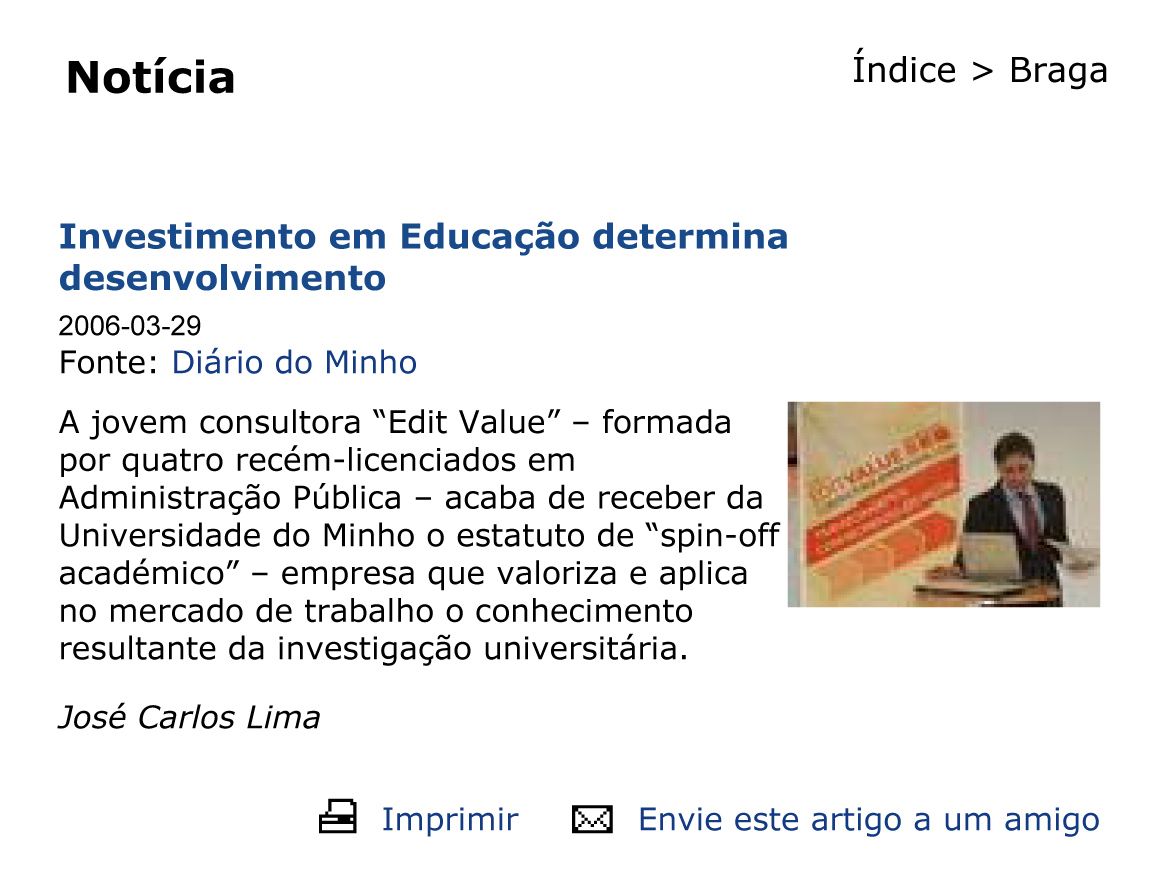 Notícia
Índice > Braga
Investimento em Educação determina
desenvolvimento
2006-03-29
Fonte: Diário do Minho
A jovem consultora “Edit Value” – formada
por quatro recém-licenciados em
Administração Pública – acaba de receber da
Universidade do Minho o estatuto de “spin-off
académico” – empresa que valoriza e aplica
no mercado de trabalho o conhecimento
resultante da investigação universitária.
José Carlos Lima
Imprimir
Envie este artigo a um amigo